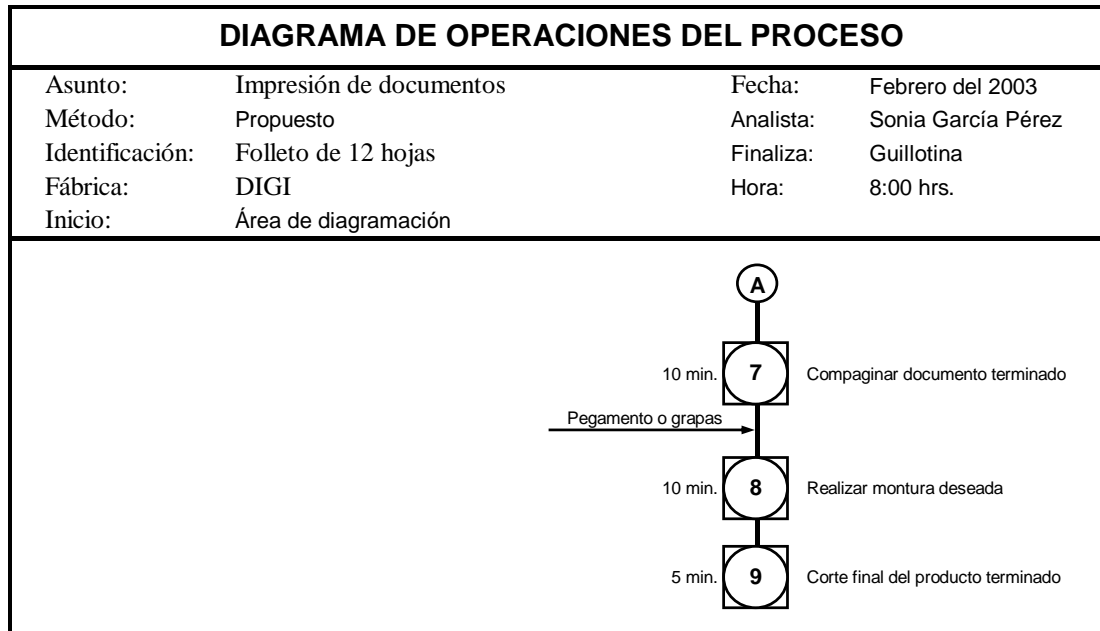 DIAGRAMA DE OPERACIONES DEL PROCESO
Asunto: Impresión de documentos Fecha: Febrero del 2003
Método: Propuesto Analista: Sonia García Pérez
Identificación: Folleto de 12 hojas Finaliza: Guillotina
Fábrica: DIGI Hora: 8:00 hrs.
Inicio: Área de diagramación
A
10 min. 7 Compaginar documento terminado
Pegamento o grapas
10 min. 8 Realizar montura deseada
5 min. 9 Corte final del producto terminado